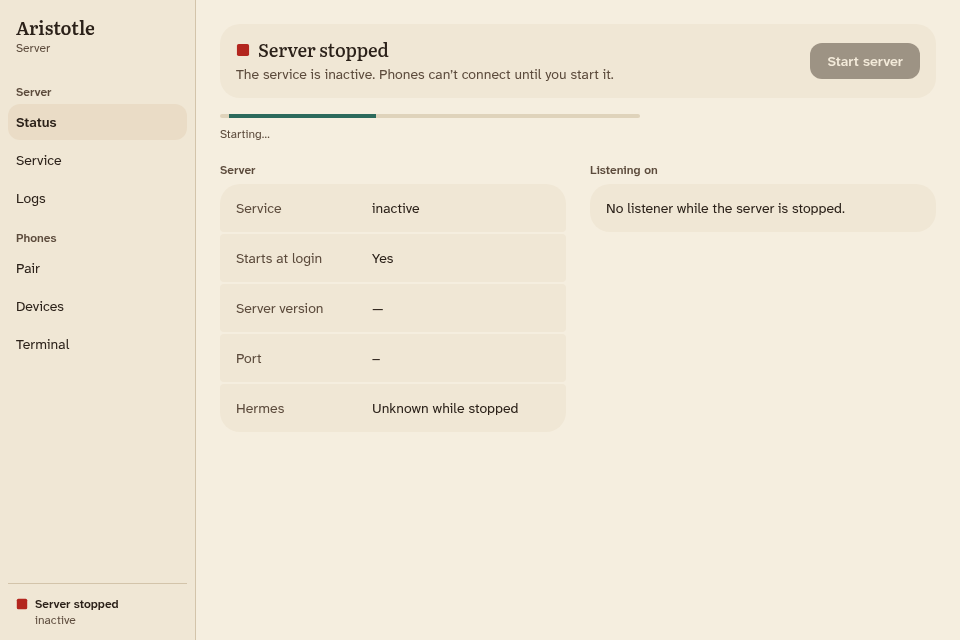 Aristotle
Server
Server
Status
Service
Logs
Phones
Pair
Devices
Terminal
Server stopped
inactive
Server stopped
The service is inactive. Phones can't connect until you start it.
Start server
Starting…
Server
Service inactive
Starts at login Yes
Server version —
Port –
Hermes Unknown while stopped
Listening on
No listener while the server is stopped.